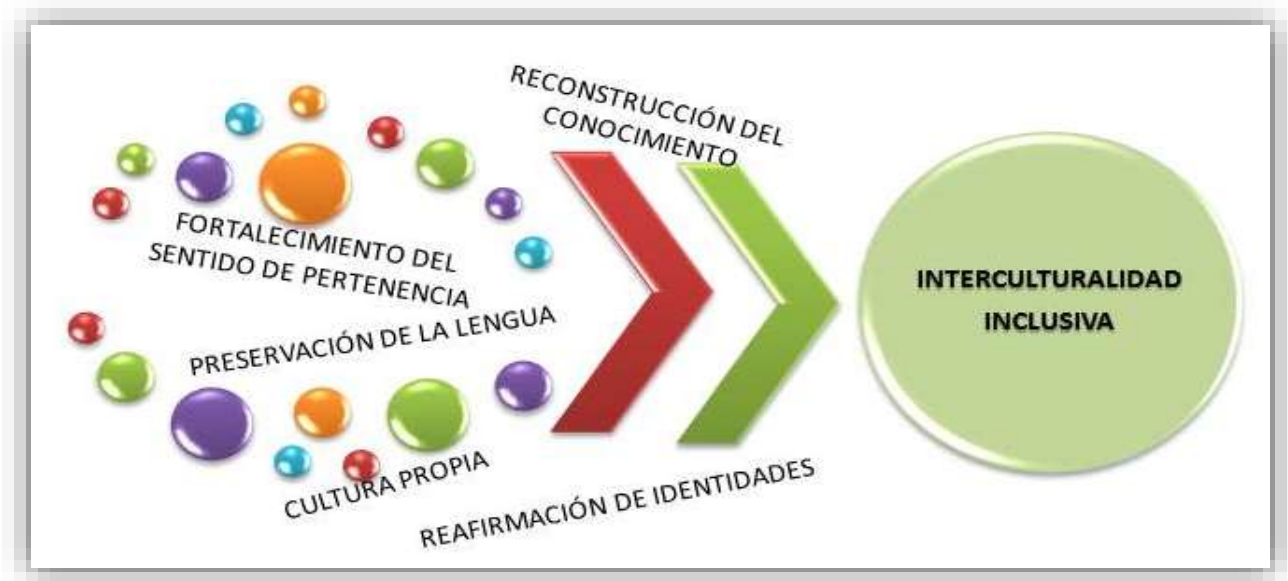 RECONSTRUCCIÓN DEL
CONOCIMIENTO
FORTALECIMIENTO DEL
SENTIDO DE PERTENENCIA
PRESERVACIÓN DE LA LENGUA
CULTURA PROPIA
REAFIRMACIÓN DE IDENTIDADES
INTERCULTURALIDAD
INCLUSIVA